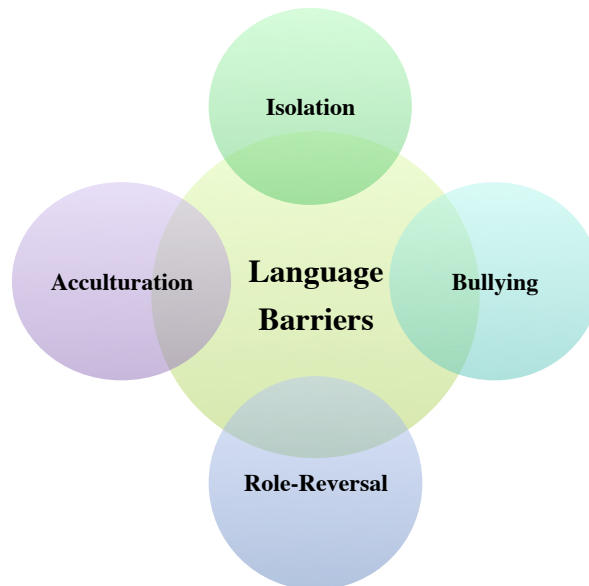 Isolation
Acculturation
Language
Barriers
Bullying
Role-Reversal